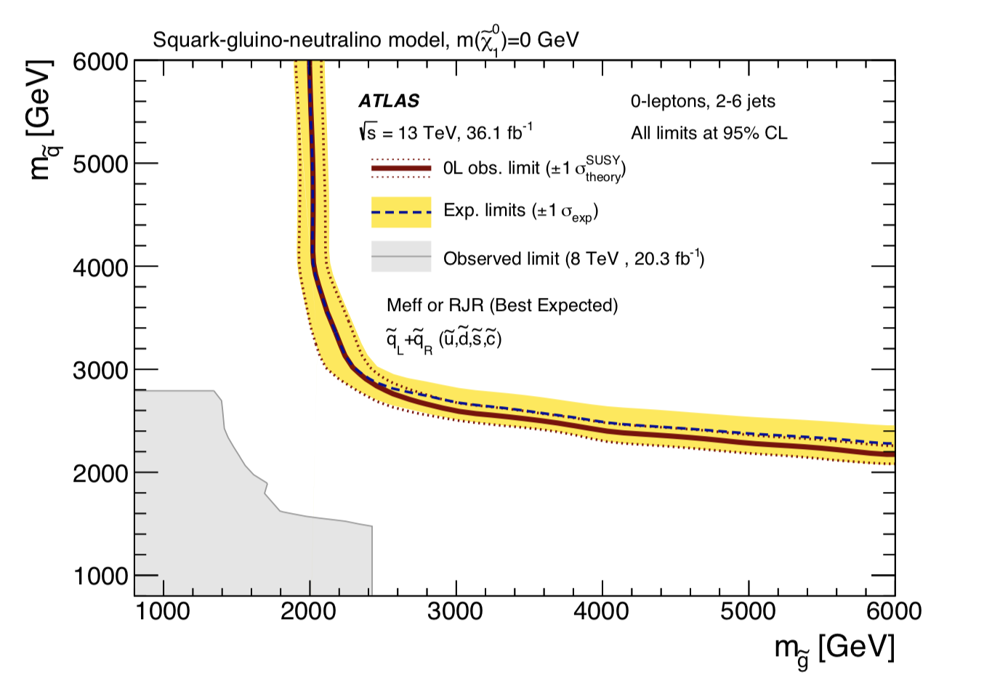 Squark-gluino-neutralino model, m(χ̃₁⁰)=0 GeV
m_q̃ [GeV]
6000
5000
4000
3000
2000
1000
ATLAS
0-leptons, 2-6 jets
√s = 13 TeV, 36.1 fb⁻¹
All limits at 95% CL
0L obs. limit (±1 σ_theory^SUSY)
Exp. limits (±1 σ_exp)
Observed limit (8 TeV , 20.3 fb⁻¹)
Meff or RJR (Best Expected)
q̃_L+q̃_R (ũ,d̃,s̃,c̃)
1000 2000 3000 4000 5000 6000
m_g̃ [GeV]